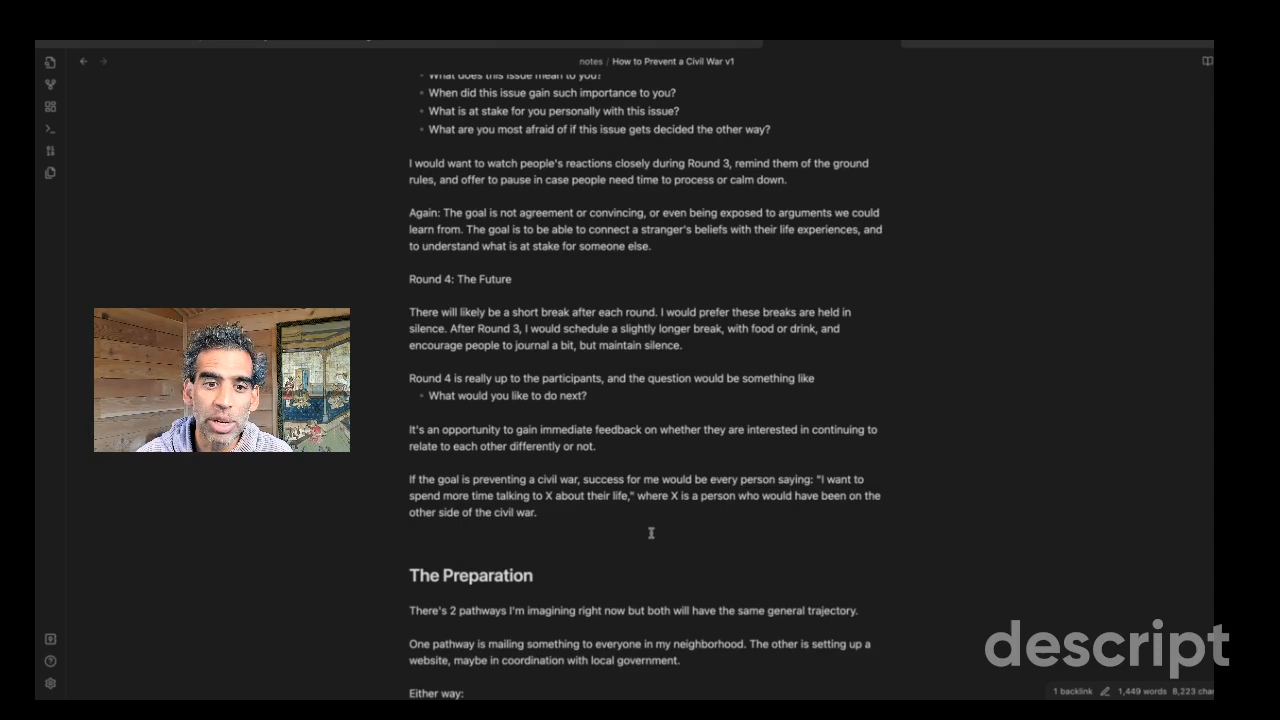 notes / How to Prevent a Civil War v1
What does this issue mean to you?
When did this issue gain such importance to you?
What is at stake for you personally with this issue?
What are you most afraid of if this issue gets decided the other way?
I would want to watch people's reactions closely during Round 3, remind them of the ground
rules, and offer to pause in case people need time to process or calm down.
Again: The goal is not agreement or convincing, or even being exposed to arguments we could
learn from. The goal is to be able to connect a stranger's beliefs with their life experiences, and
to understand what is at stake for someone else.
Round 4: The Future
There will likely be a short break after each round. I would prefer these breaks are held in
silence. After Round 3, I would schedule a slightly longer break, with food or drink, and
encourage people to journal a bit, but maintain silence.
Round 4 is really up to the participants, and the question would be something like
What would you like to do next?
It's an opportunity to gain immediate feedback on whether they are interested in continuing to
relate to each other differently or not.
If the goal is preventing a civil war, success for me would be every person saying: "I want to
spend more time talking to X about their life," where X is a person who would have been on the
other side of the civil war.
The Preparation
There's 2 pathways I'm imagining right now but both will have the same general trajectory.
One pathway is mailing something to everyone in my neighborhood. The other is setting up a
website, maybe in coordination with local government.
Either way:
descript
1 backlink 1,449 words 8,223 char